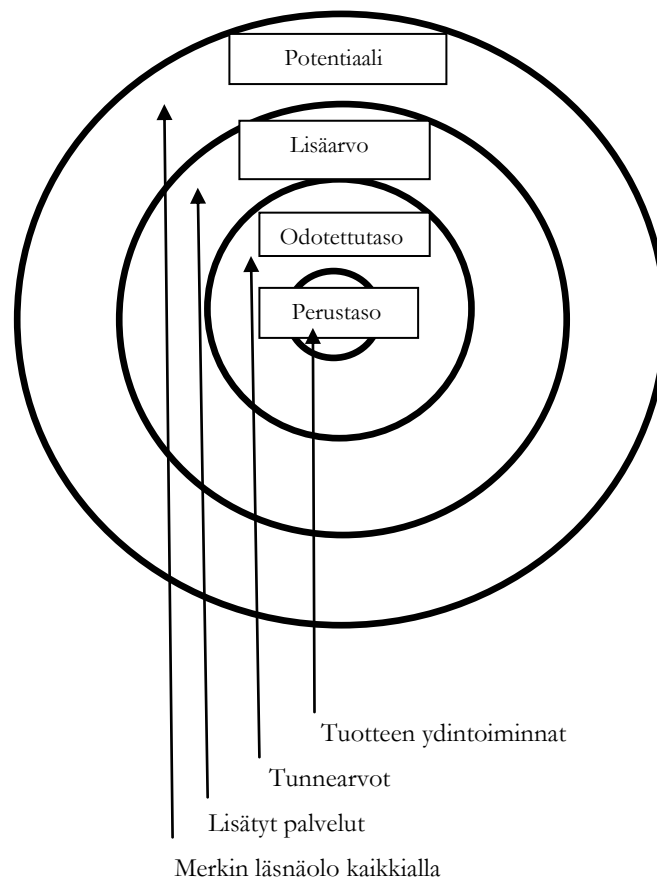 Potentiaali
Lisäarvo
Odotettutaso
Perustaso
Tuotteen ydintoiminnat
Tunnearvot
Lisätyt palvelut
Merkin läsnäolo kaikkialla